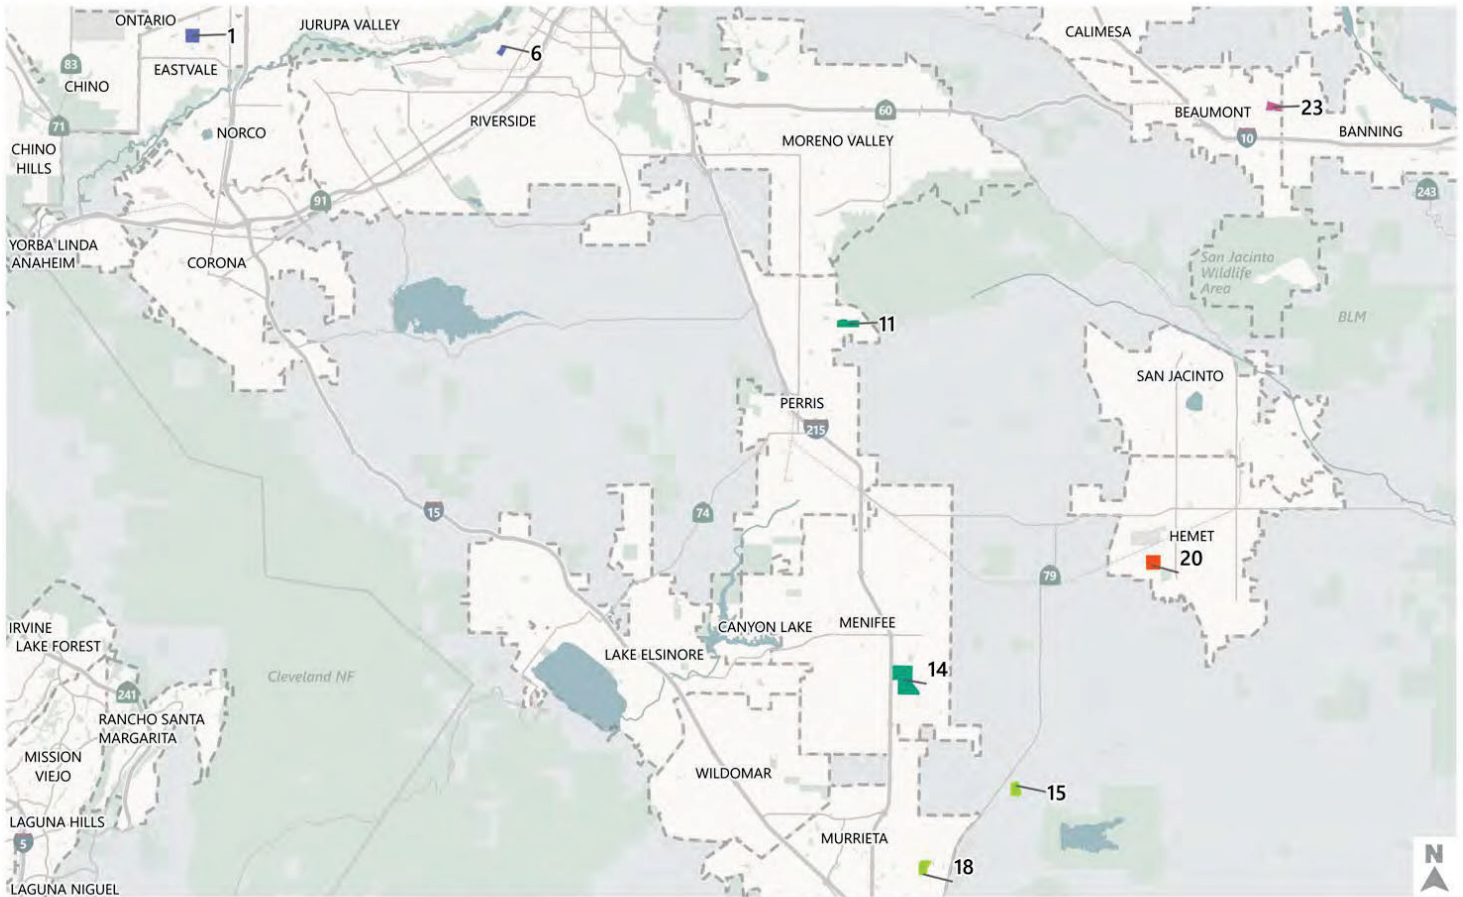 ONTARIO
1
JURUPA VALLEY
6
CALIMESA
83
EASTVALE
CHINO
60
BEAUMONT
23
71
NORCO
RIVERSIDE
MORENO VALLEY
10
BANNING
CHINO
HILLS
91
243
YORBA LINDA
ANAHEIM
CORONA
San Jacinto
Wildlife
Area
BLM
11
SAN JACINTO
PERRIS
215
15
74
HEMET
20
79
IRVINE
LAKE FOREST
CANYON LAKE
MENIFEE
LAKE ELSINORE
Cleveland NF
14
241
RANCHO SANTA
MARGARITA
MISSION
VIEJO
WILDOMAR
15
LAGUNA HILLS
5
MURRIETA
18
N
LAGUNA NIGUEL